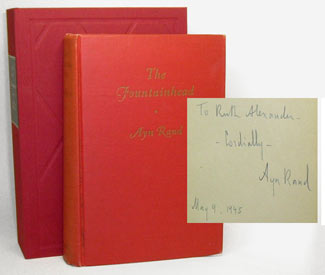 The
Fountainhead
Ayn Rand
To Ruth Alexander -
- Cordially -
Ayn Rand
May 4, 1945